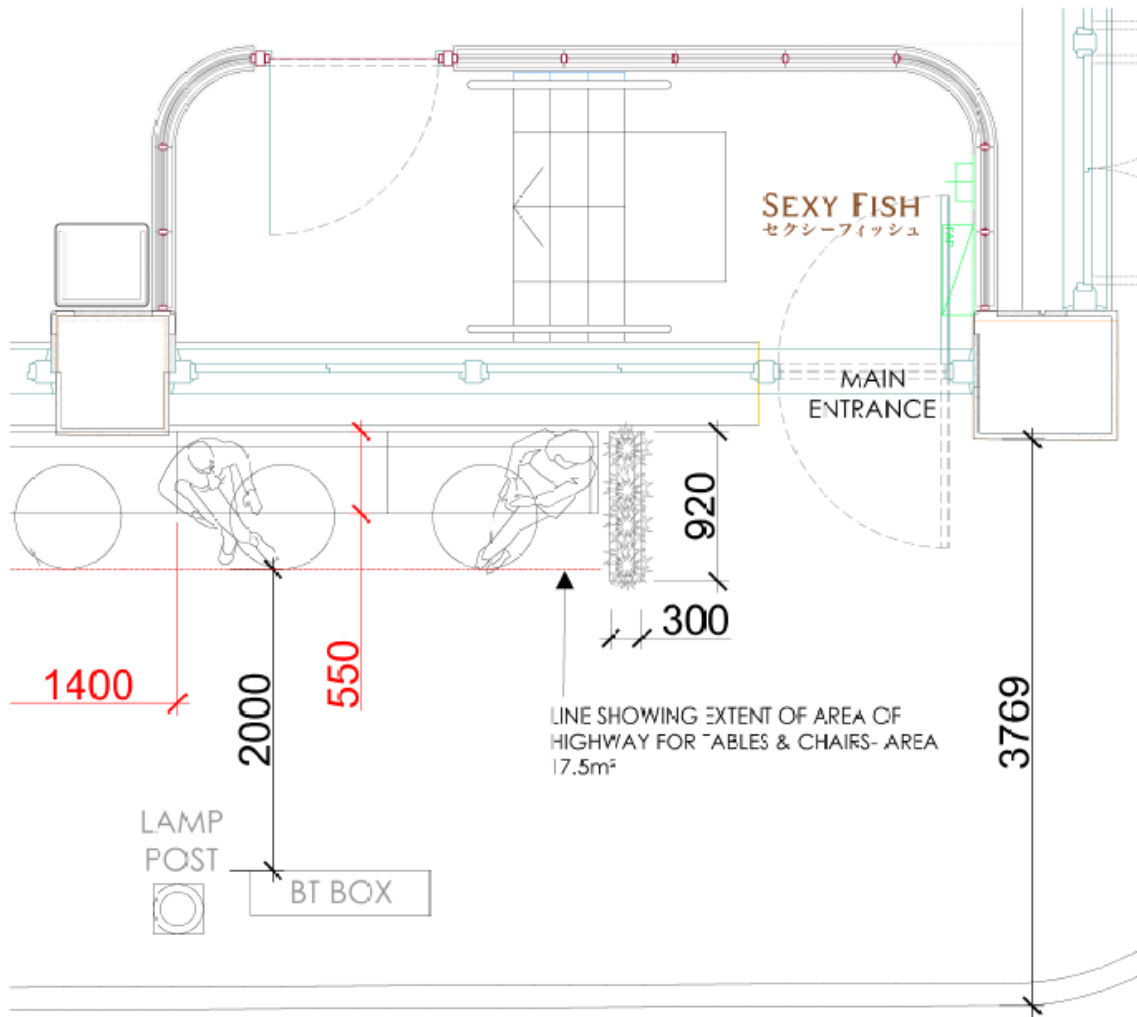 SEXY FISH
セクシーフィッシュ
FAP
MAIN
ENTRANCE
920
300
1400
550
2000
3769
LINE SHOWING EXTENT OF AREA OF
HIGHWAY FOR TABLES & CHAIRS- AREA
17.5m²
LAMP
POST
BT BOX